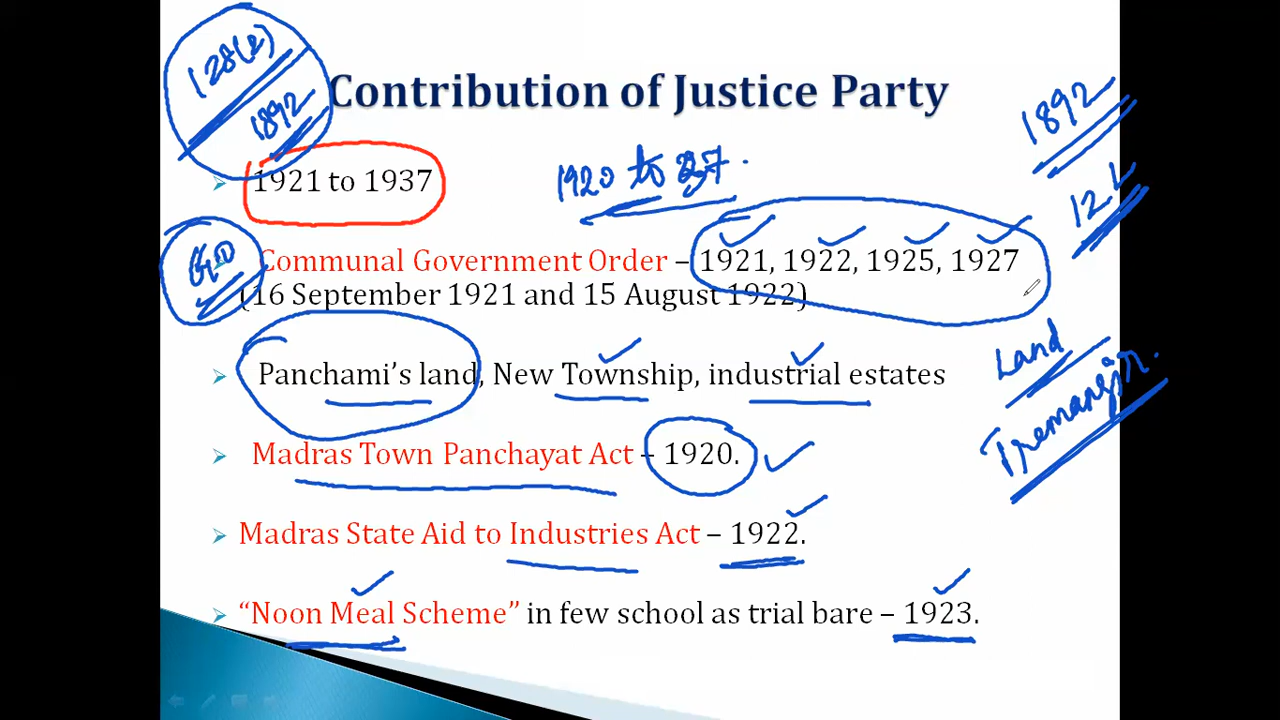 128(2)
1892
Contribution of Justice Party
1892
12 L
1921 to 1937
1920 to 37.
G.O
Communal Government Order – 1921, 1922, 1925, 1927
(16 September 1921 and 15 August 1922)
Land
Panchami’s land, New Township, industrial estates
Madras Town Panchayat Act – 1920.
Madras State Aid to Industries Act – 1922.
“Noon Meal Scheme” in few school as trial bare – 1923.